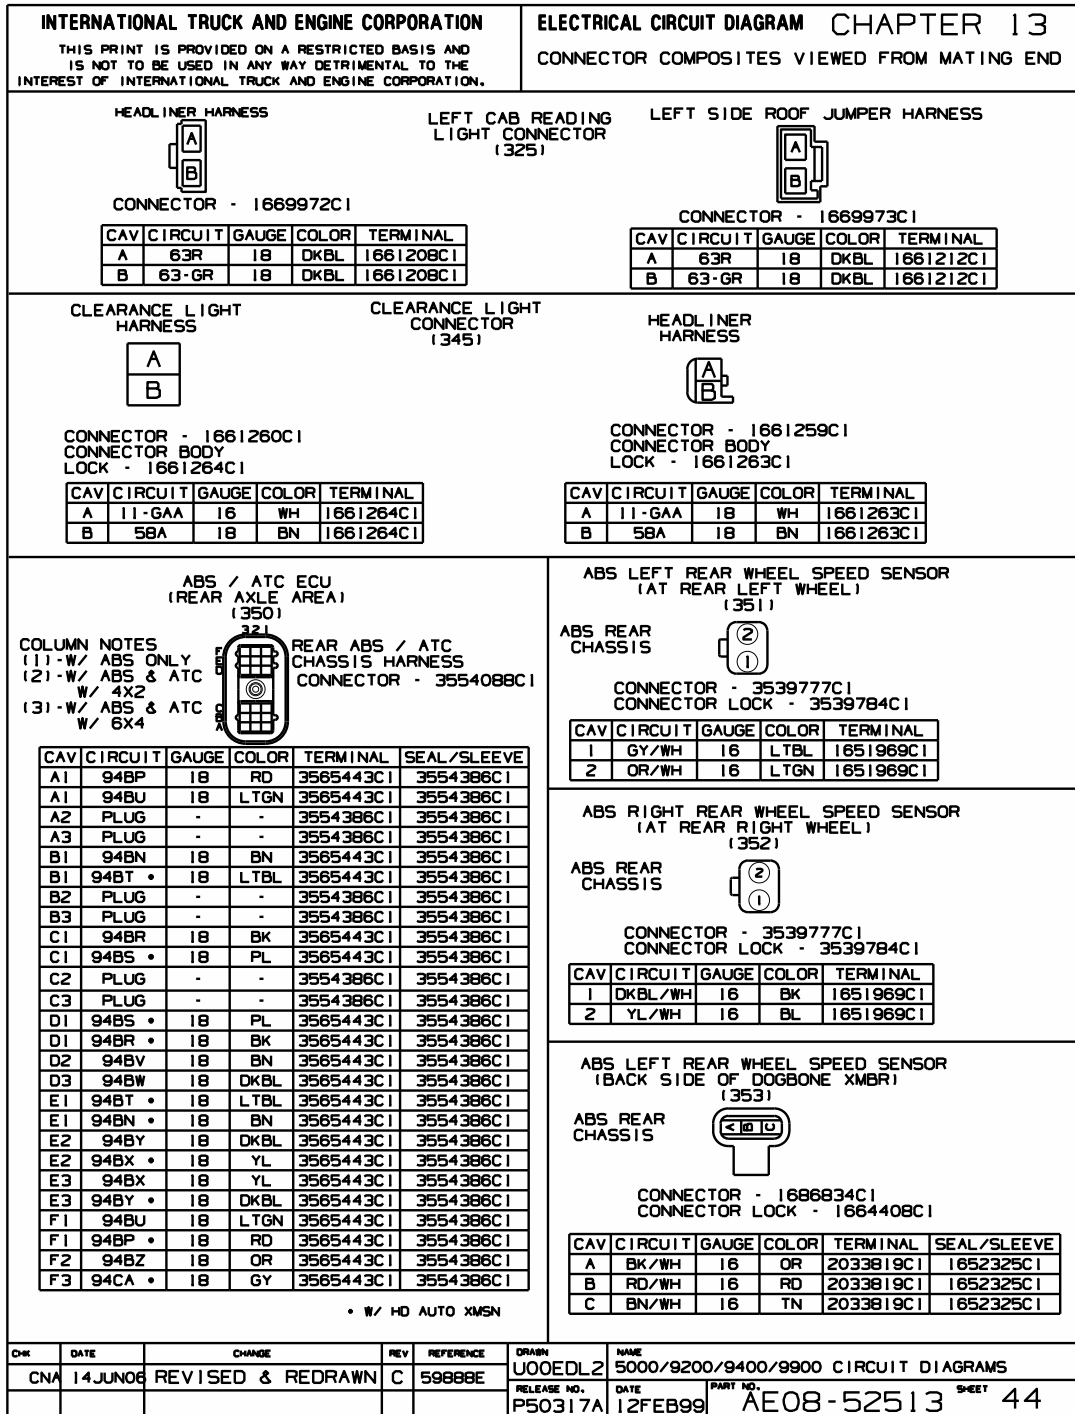 INTERNATIONAL TRUCK AND ENGINE CORPORATION
THIS PRINT IS PROVIDED ON A RESTRICTED BASIS AND
IS NOT TO BE USED IN ANY WAY DETRIMENTAL TO THE
INTEREST OF INTERNATIONAL TRUCK AND ENGINE CORPORATION.
ELECTRICAL CIRCUIT DIAGRAM CHAPTER 13
CONNECTOR COMPOSITES VIEWED FROM MATING END
HEADLINER HARNESS
A
B
CONNECTOR - 1669972C1
CAV CIRCUIT GAUGE COLOR TERMINAL
A 63R 18 DKBL 1661208C1
B 63-GR 18 DKBL 1661208C1
LEFT CAB READING
LIGHT CONNECTOR
(325)
LEFT SIDE ROOF JUMPER HARNESS
A
B
CONNECTOR - 1669973C1
CAV CIRCUIT GAUGE COLOR TERMINAL
A 63R 18 DKBL 1661212C1
B 63-GR 18 DKBL 1661212C1
CLEARANCE LIGHT
HARNESS
A
B
CONNECTOR - 1661260C1
CONNECTOR BODY
LOCK - 1661264C1
CAV CIRCUIT GAUGE COLOR TERMINAL
A 11-GAA 16 WH 1661264C1
B 58A 18 BN 1661264C1
CLEARANCE LIGHT
CONNECTOR
(345)
HEADLINER
HARNESS
A
B
CONNECTOR - 1661259C1
CONNECTOR BODY
LOCK - 1661263C1
CAV CIRCUIT GAUGE COLOR TERMINAL
A 11-GAA 18 WH 1661263C1
B 58A 18 BN 1661263C1
ABS / ATC ECU
(REAR AXLE AREA)
(350)
321
F
E
D
C
B
A
COLUMN NOTES
(1)-W/ ABS ONLY
(2)-W/ ABS & ATC
W/ 4X2
(3)-W/ ABS & ATC
W/ 6X4
REAR ABS / ATC
CHASSIS HARNESS
CONNECTOR - 3554088C1
CAV CIRCUIT GAUGE COLOR TERMINAL SEAL/SLEEVE
A1 94BP 18 RD 3565443C1 3554386C1
A1 94BU 18 LTGN 3565443C1 3554386C1
A2 PLUG - - 3554386C1 3554386C1
A3 PLUG - - 3554386C1 3554386C1
B1 94BN 18 BN 3565443C1 3554386C1
B1 94BT • 18 LTBL 3565443C1 3554386C1
B2 PLUG - - 3554386C1 3554386C1
B3 PLUG - - 3554386C1 3554386C1
C1 94BR 18 BK 3565443C1 3554386C1
C1 94BS • 18 PL 3565443C1 3554386C1
C2 PLUG - - 3554386C1 3554386C1
C3 PLUG - - 3554386C1 3554386C1
D1 94BS • 18 PL 3565443C1 3554386C1
D1 94BR • 18 BK 3565443C1 3554386C1
D2 94BV 18 BN 3565443C1 3554386C1
D3 94BW 18 DKBL 3565443C1 3554386C1
E1 94BT • 18 LTBL 3565443C1 3554386C1
E1 94BN • 18 BN 3565443C1 3554386C1
E2 94BY 18 DKBL 3565443C1 3554386C1
E2 94BX • 18 YL 3565443C1 3554386C1
E3 94BX 18 YL 3565443C1 3554386C1
E3 94BY • 18 DKBL 3565443C1 3554386C1
F1 94BU 18 LTGN 3565443C1 3554386C1
F1 94BP • 18 RD 3565443C1 3554386C1
F2 94BZ 18 OR 3565443C1 3554386C1
F3 94CA • 18 GY 3565443C1 3554386C1
• W/ HD AUTO XMSN
ABS LEFT REAR WHEEL SPEED SENSOR
(AT REAR LEFT WHEEL)
(351)
ABS REAR
CHASSIS
2
1
CONNECTOR - 3539777C1
CONNECTOR LOCK - 3539784C1
CAV CIRCUIT GAUGE COLOR TERMINAL
1 GY/WH 16 LTBL 1651969C1
2 OR/WH 16 LTGN 1651969C1
ABS RIGHT REAR WHEEL SPEED SENSOR
(AT REAR RIGHT WHEEL)
(352)
ABS REAR
CHASSIS
2
1
CONNECTOR - 3539777C1
CONNECTOR LOCK - 3539784C1
CAV CIRCUIT GAUGE COLOR TERMINAL
1 DKBL/WH 16 BK 1651969C1
2 YL/WH 16 BL 1651969C1
ABS LEFT REAR WHEEL SPEED SENSOR
(BACK SIDE OF DOGBONE XMBR)
(353)
ABS REAR
CHASSIS
A B C
CONNECTOR - 1686834C1
CONNECTOR LOCK - 1664408C1
CAV CIRCUIT GAUGE COLOR TERMINAL SEAL/SLEEVE
A BK/WH 16 OR 2033819C1 1652325C1
B RD/WH 16 RD 2033819C1 1652325C1
C BN/WH 16 TN 2033819C1 1652325C1
CHK DATE CHANGE REV REFERENCE
CNA 14JUN06 REVISED & REDRAWN C 59888E
DRAWN
U00EDL2
NAME
5000/9200/9400/9900 CIRCUIT DIAGRAMS
RELEASE NO.
P50317A
DATE
12FEB99
PART NO.
AE08-52513
SHEET 44